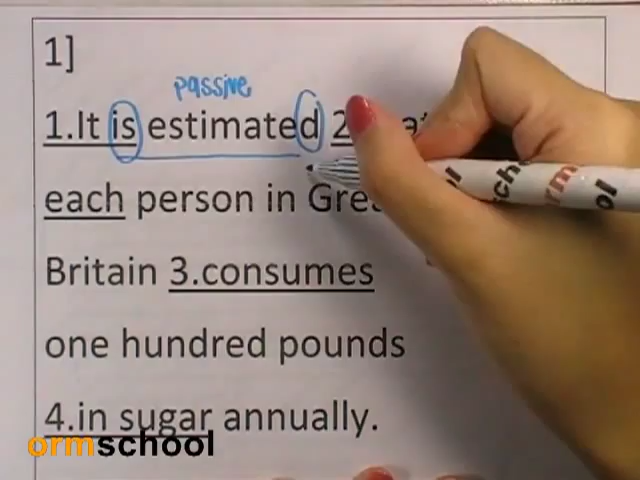 1]
passive
1.It is estimated 2
each person in Grea
Britain 3.consumes
one hundred pounds
4.in sugar annually.
ormschool